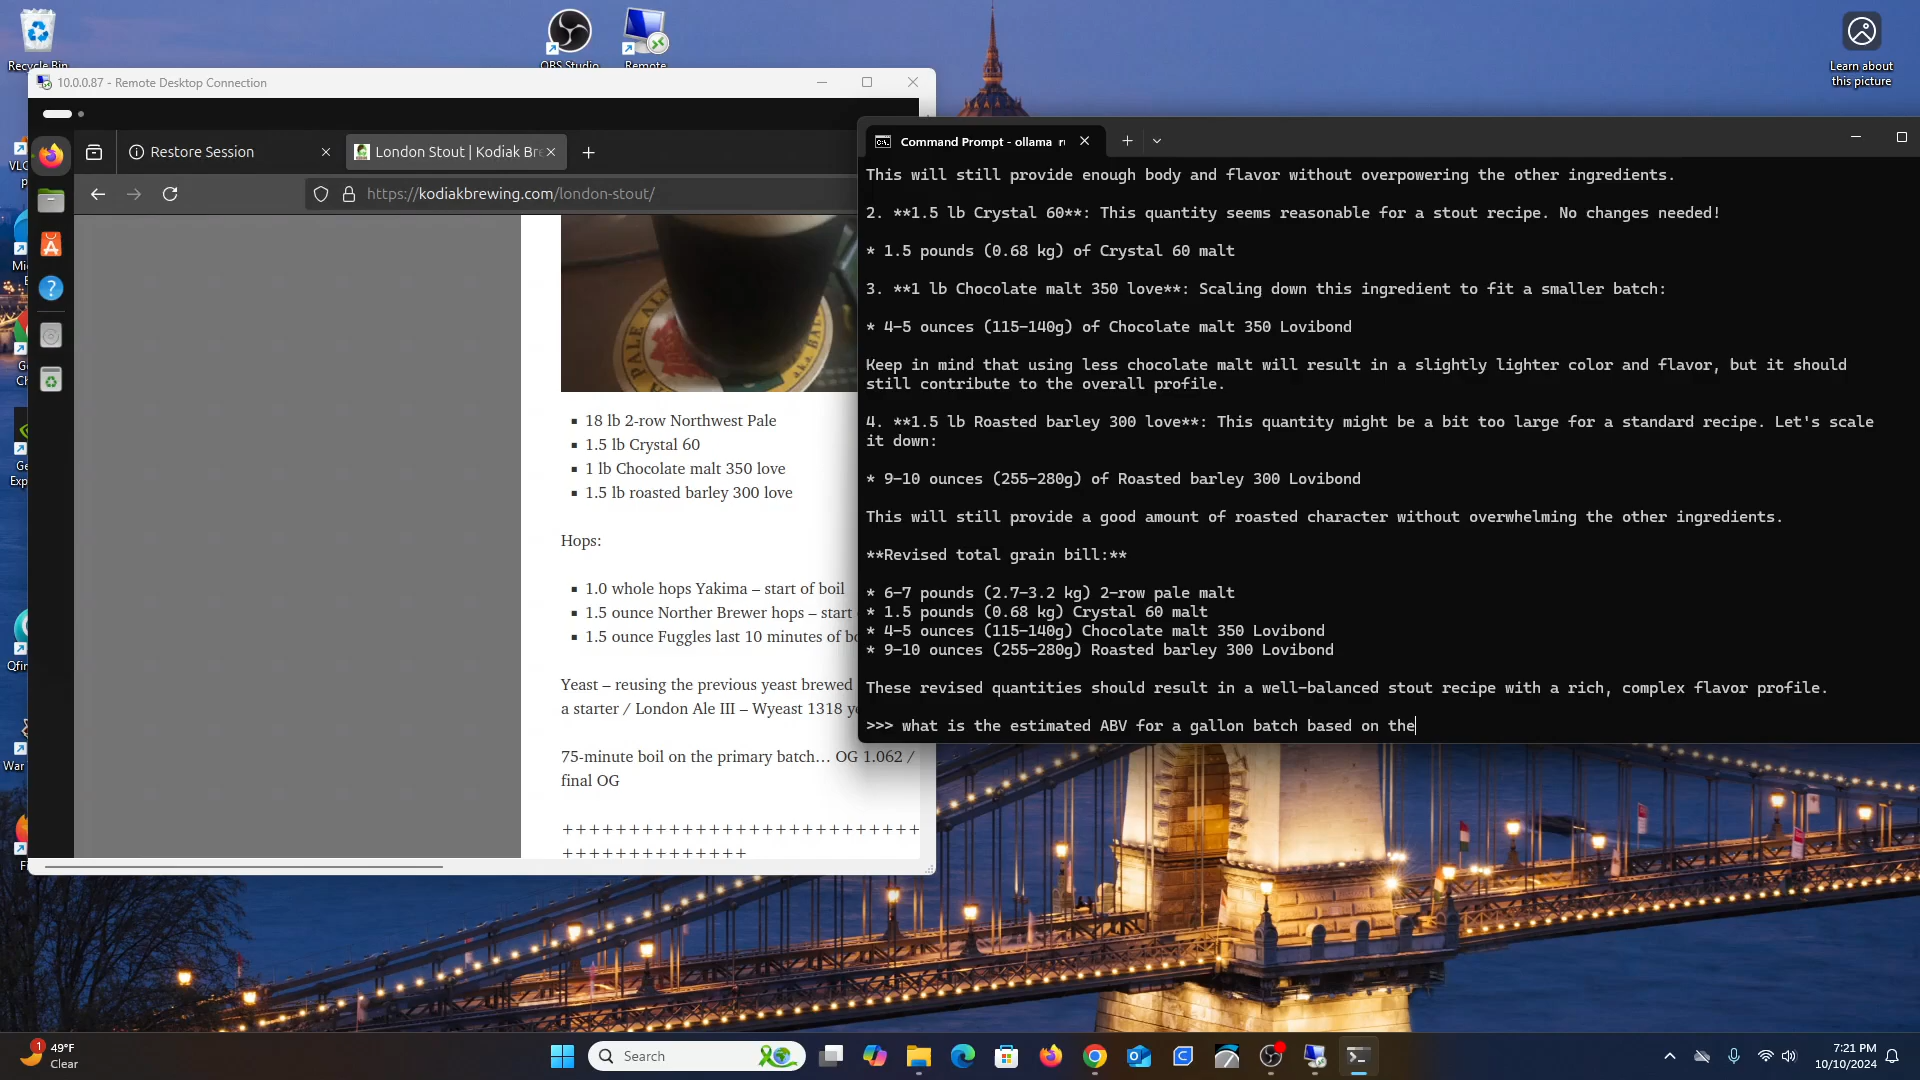 Recycle Bin
OBS Studio
Remote
Learn about
this picture
10.0.0.87 - Remote Desktop Connection
Restore Session
London Stout | Kodiak Bre
https://kodiakbrewing.com/london-stout/
PALE ALE
18 lb 2-row Northwest Pale
1.5 lb Crystal 60
1 lb Chocolate malt 350 love
1.5 lb roasted barley 300 love
Hops:
1.0 whole hops Yakima – start of boil
1.5 ounce Norther Brewer hops – start
1.5 ounce Fuggles last 10 minutes of bo
Yeast – reusing the previous yeast brewed
a starter / London Ale III – Wyeast 1318 ye
75-minute boil on the primary batch… OG 1.062 /
final OG
+++++++++++++++++++++++++++
++++++++++++++
Command Prompt - ollama ru
This will still provide enough body and flavor without overpowering the other ingredients.
2. **1.5 lb Crystal 60**: This quantity seems reasonable for a stout recipe. No changes needed!
* 1.5 pounds (0.68 kg) of Crystal 60 malt
3. **1 lb Chocolate malt 350 love**: Scaling down this ingredient to fit a smaller batch:
* 4-5 ounces (115-140g) of Chocolate malt 350 Lovibond
Keep in mind that using less chocolate malt will result in a slightly lighter color and flavor, but it should
still contribute to the overall profile.
4. **1.5 lb Roasted barley 300 love**: This quantity might be a bit too large for a standard recipe. Let's scale
it down:
* 9-10 ounces (255-280g) of Roasted barley 300 Lovibond
This will still provide a good amount of roasted character without overwhelming the other ingredients.
**Revised total grain bill:**
* 6-7 pounds (2.7-3.2 kg) 2-row pale malt
* 1.5 pounds (0.68 kg) Crystal 60 malt
* 4-5 ounces (115-140g) Chocolate malt 350 Lovibond
* 9-10 ounces (255-280g) Roasted barley 300 Lovibond
These revised quantities should result in a well-balanced stout recipe with a rich, complex flavor profile.
>>> what is the estimated ABV for a gallon batch based on the
VLC
p
Mic
E
G
Ch
Ge
Exp
Qfin
War
F
1
49°F
Clear
Search
7:21 PM
10/10/2024